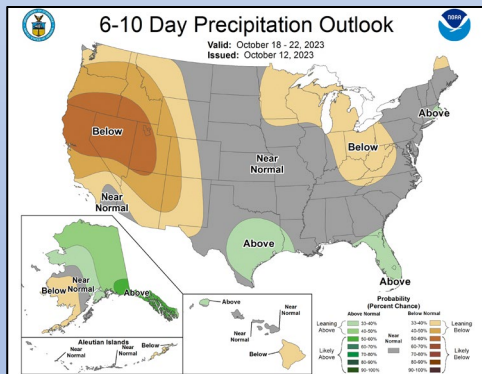 6-10 Day Precipitation Outlook
Valid: October 18 - 22, 2023
Issued: October 12, 2023
NOAA
Below
Near
Normal
Near
Normal
Below
Above
Above
Above
Near
Normal
Below
Above
Aleutian Islands
Near
Normal
Near
Normal
Below
Above
Near
Normal
Near
Normal
Below
Probability
(Percent Chance)
Above Normal
Below Normal
Leaning
Above
Likely
Above
33-40%
40-50%
50-60%
60-70%
70-80%
80-90%
90-100%
Near
Normal
33-40%
40-50%
50-60%
60-70%
70-80%
80-90%
90-100%
Leaning
Below
Likely
Below